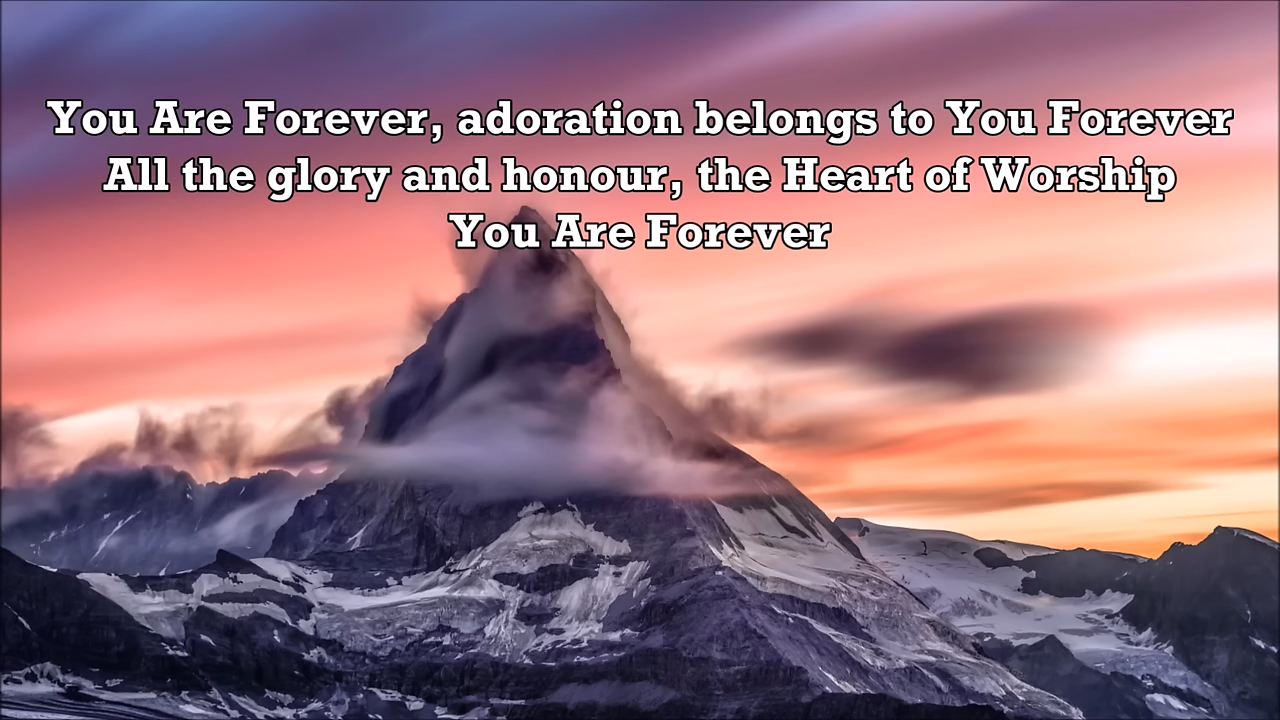 You Are Forever, adoration belongs to You Forever
All the glory and honour, the Heart of Worship
You Are Forever